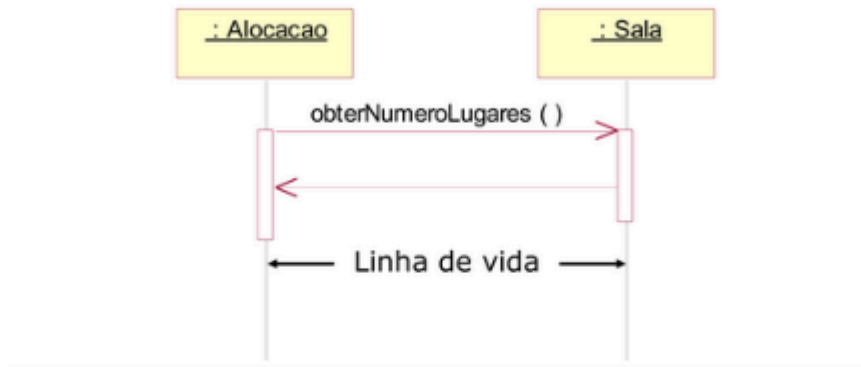 : Alocacao
: Sala
obterNumeroLugares ( )
Linha de vida